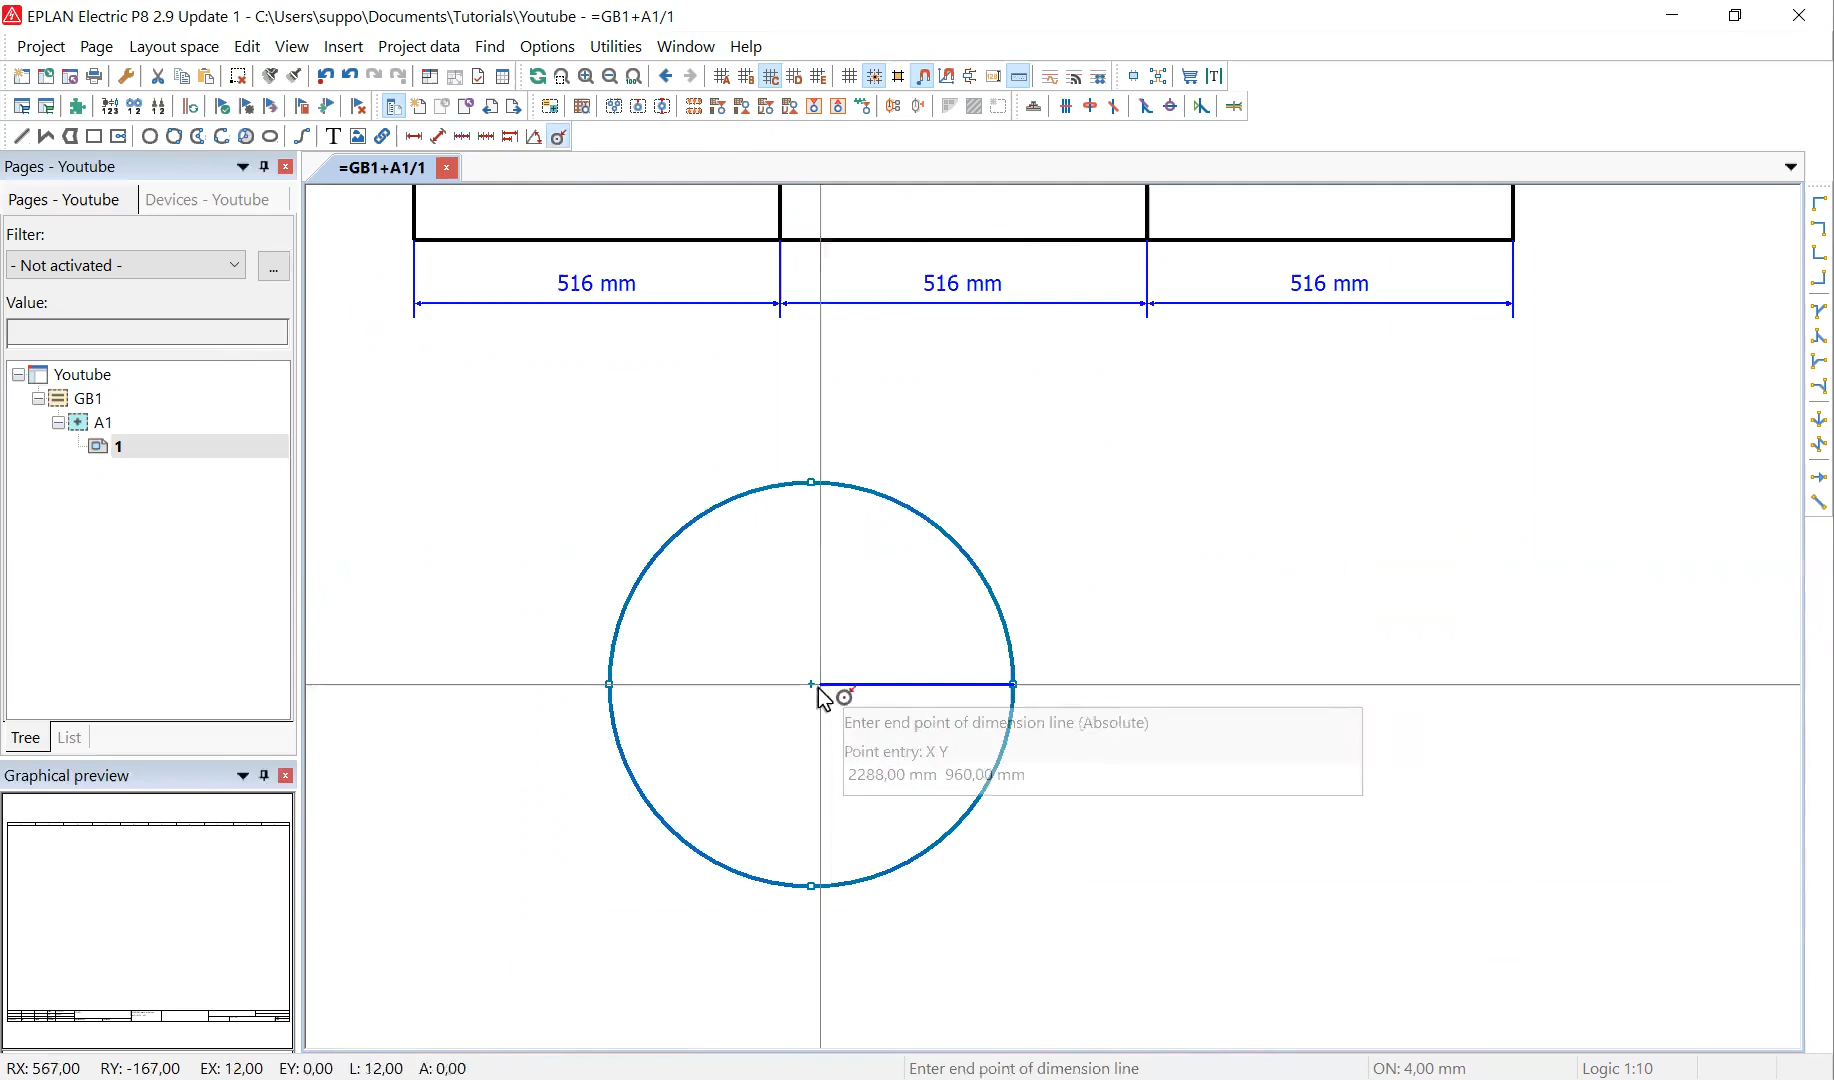 EPLAN Electric P8 2.9 Update 1 - C:\Users\suppo\Documents\Tutorials\Youtube - =GB1+A1/1
Project Page Layout space Edit View Insert Project data Find Options Utilities Window Help
Pages - Youtube
=GB1+A1/1
Pages - Youtube Devices - Youtube
Filter:
- Not activated -
...
Value:
516 mm 516 mm 516 mm
Youtube
GB1
A1
1
Enter end point of dimension line (Absolute)
Point entry: X Y
2288,00 mm 960,00 mm
Tree List
Graphical preview
RX: 567,00 RY: -167,00 EX: 12,00 EY: 0,00 L: 12,00 A: 0,00 Enter end point of dimension line ON: 4,00 mm Logic 1:10